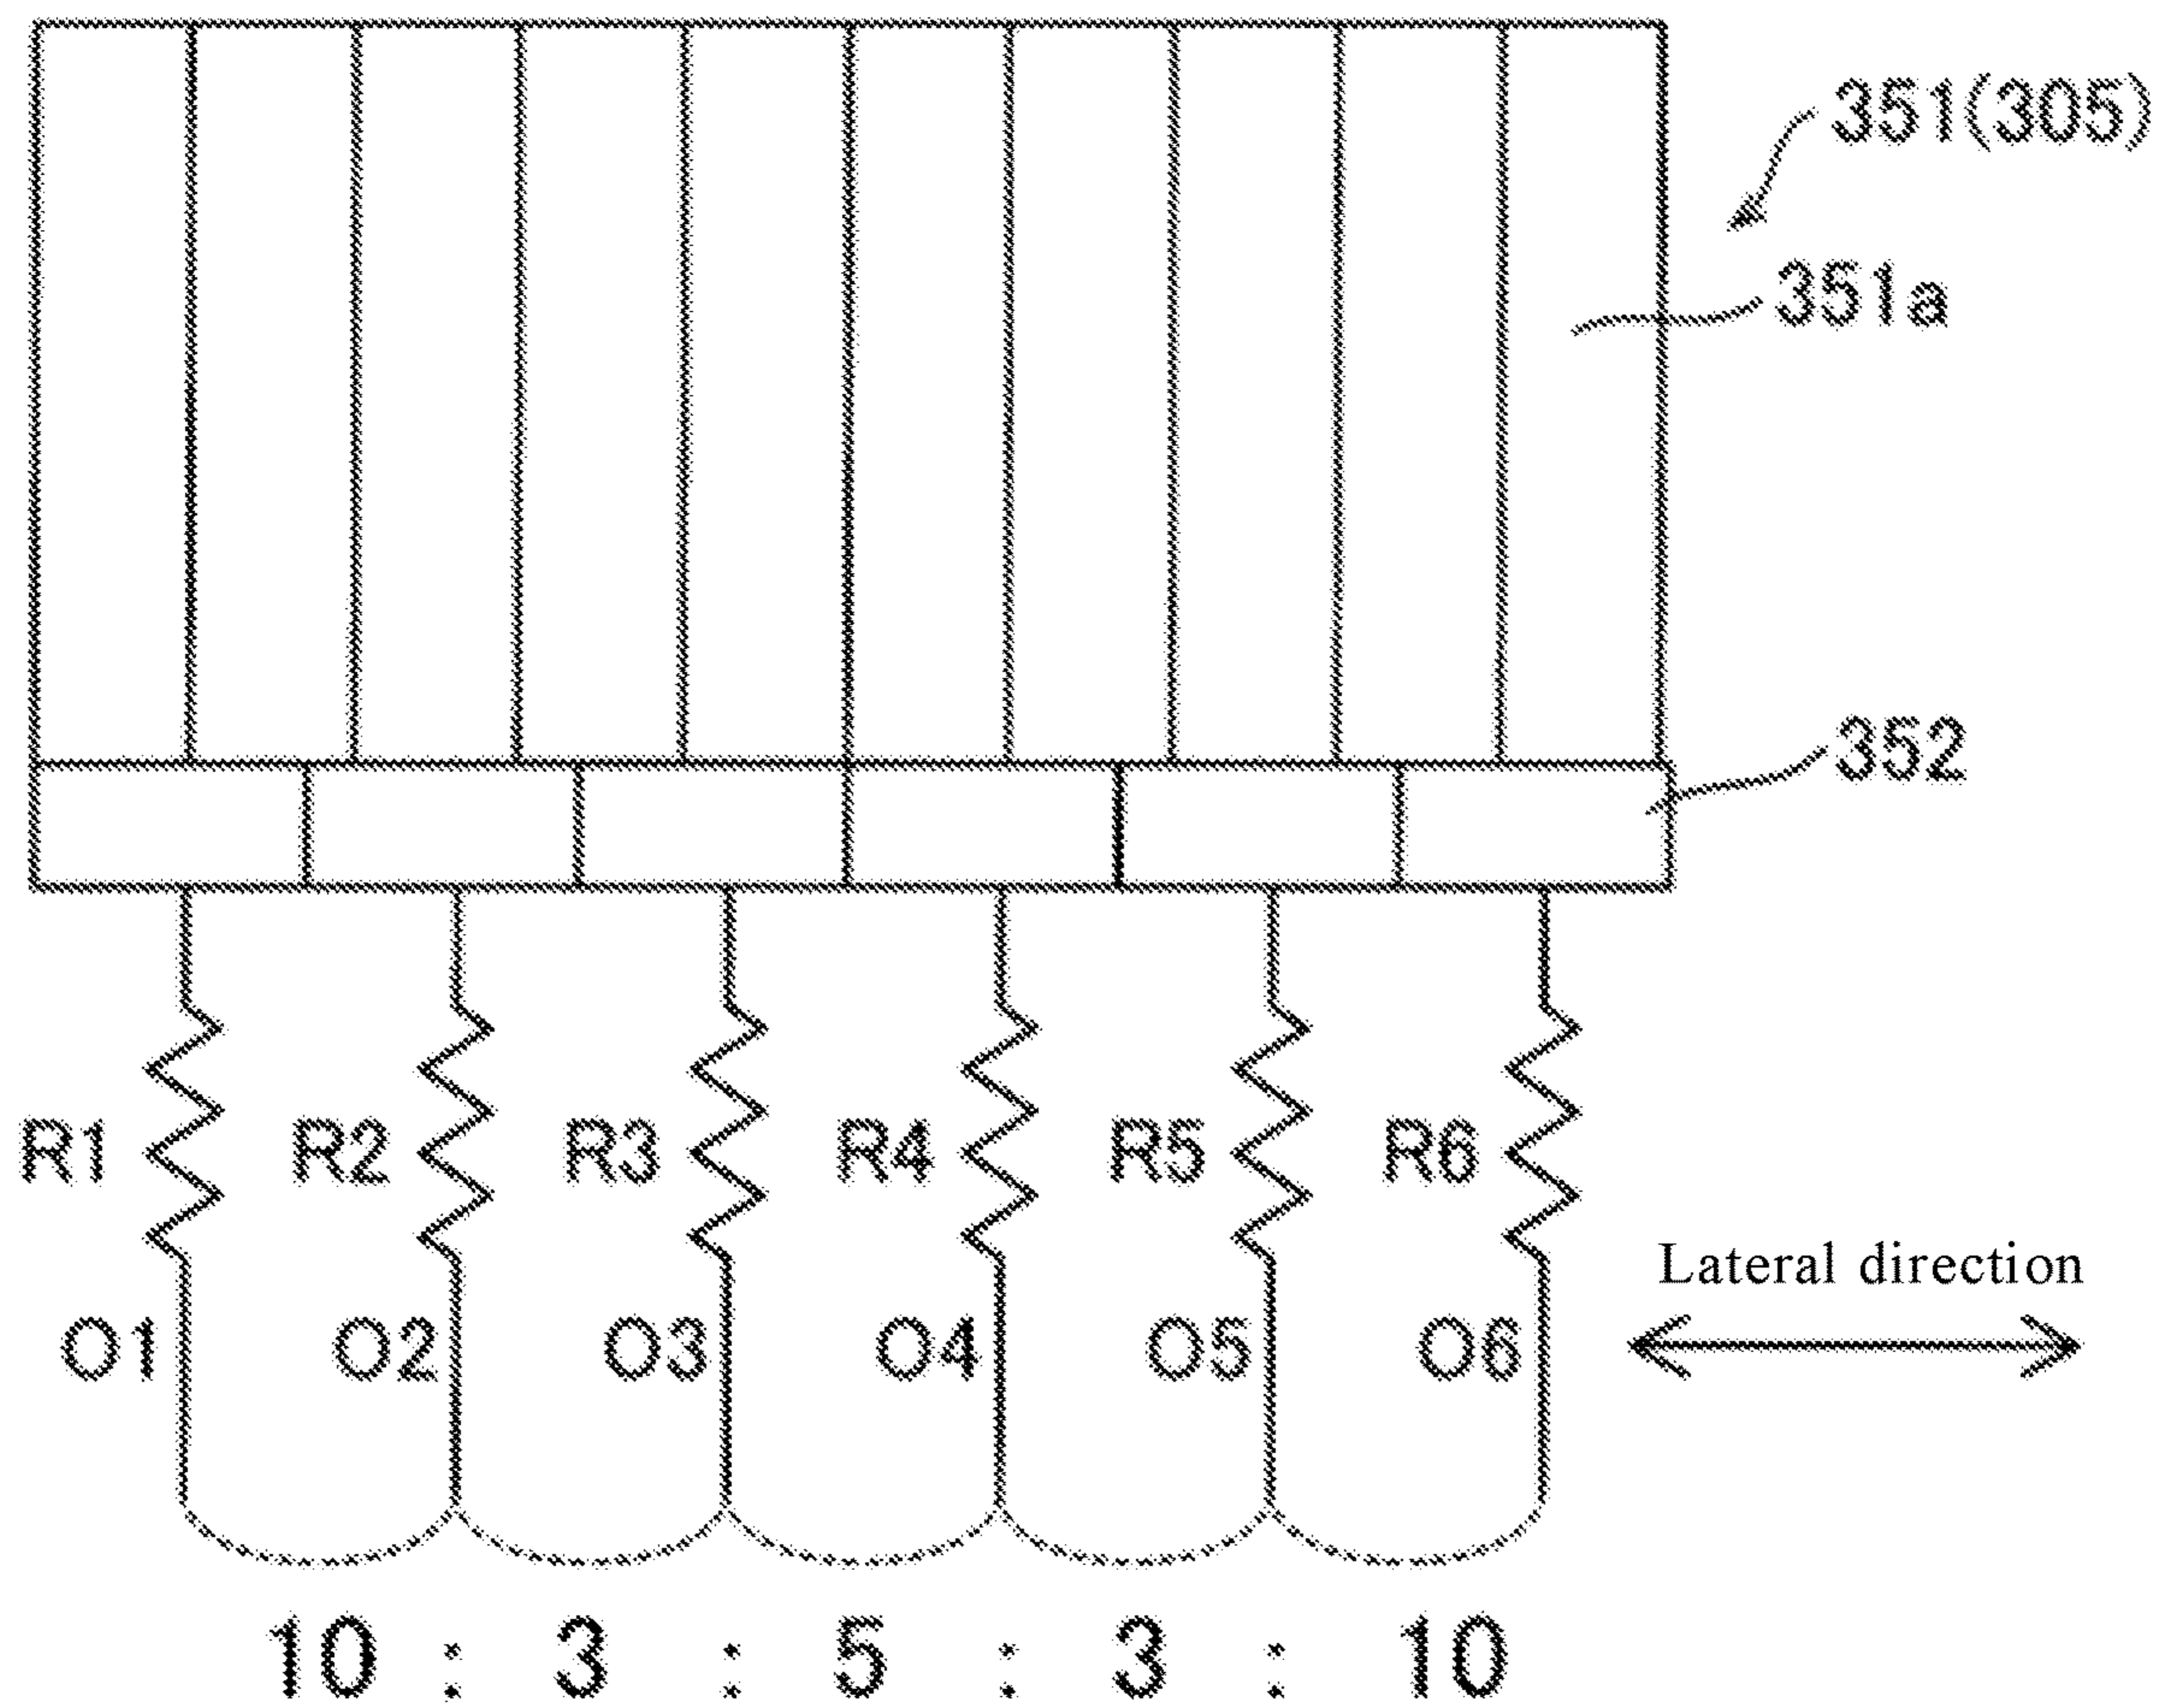 351(305)
351a
352
R1 R2 R3 R4 R5 R6
Lateral direction
O1 O2 O3 O4 O5 O6
10 : 3 : 5 : 3 : 10